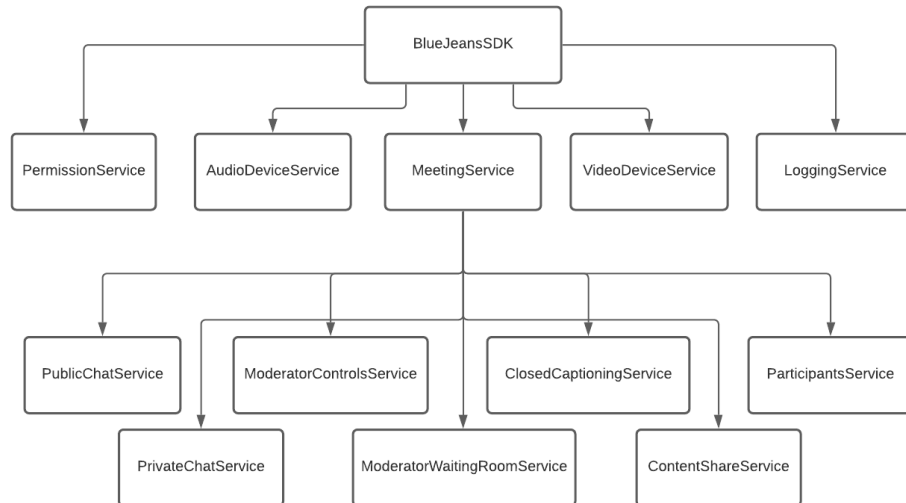 BlueJeansSDK
PermissionService
AudioDeviceService
MeetingService
VideoDeviceService
LoggingService
PublicChatService
ModeratorControlsService
ClosedCaptioningService
ParticipantsService
PrivateChatService
ModeratorWaitingRoomService
ContentShareService